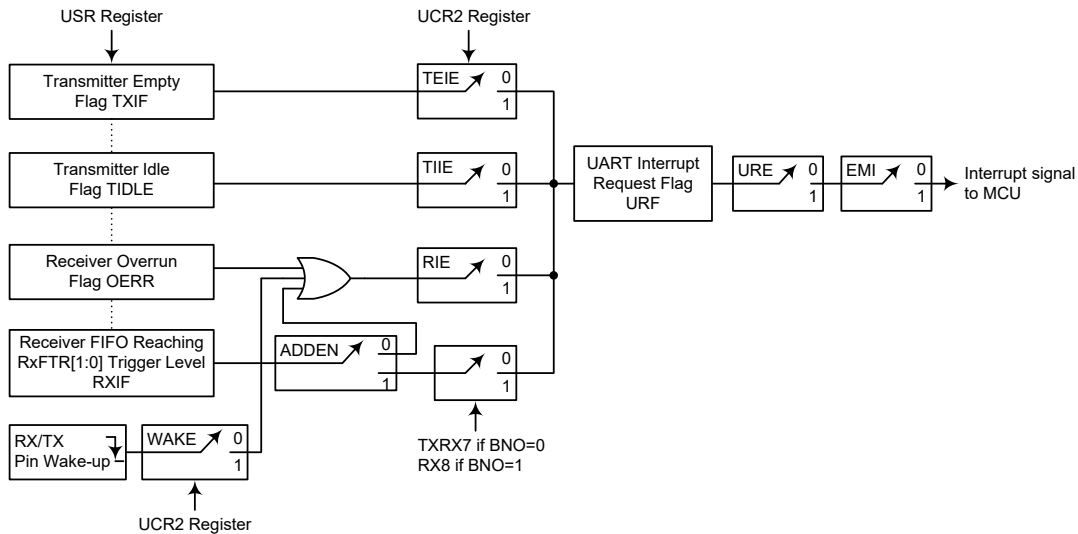 USR Register
UCR2 Register
Transmitter Empty
Flag TXIF
TEIE
0
1
Transmitter Idle
Flag TIDLE
TIIE
0
1
UART Interrupt
Request Flag
URF
URE
0
1
EMI
0
1
Interrupt signal
to MCU
Receiver Overrun
Flag OERR
RIE
0
1
Receiver FIFO Reaching
RxFTR[1:0] Trigger Level
RXIF
ADDEN
0
1
0
1
TXRX7 if BNO=0
RX8 if BNO=1
RX/TX
Pin Wake-up
WAKE
0
1
UCR2 Register